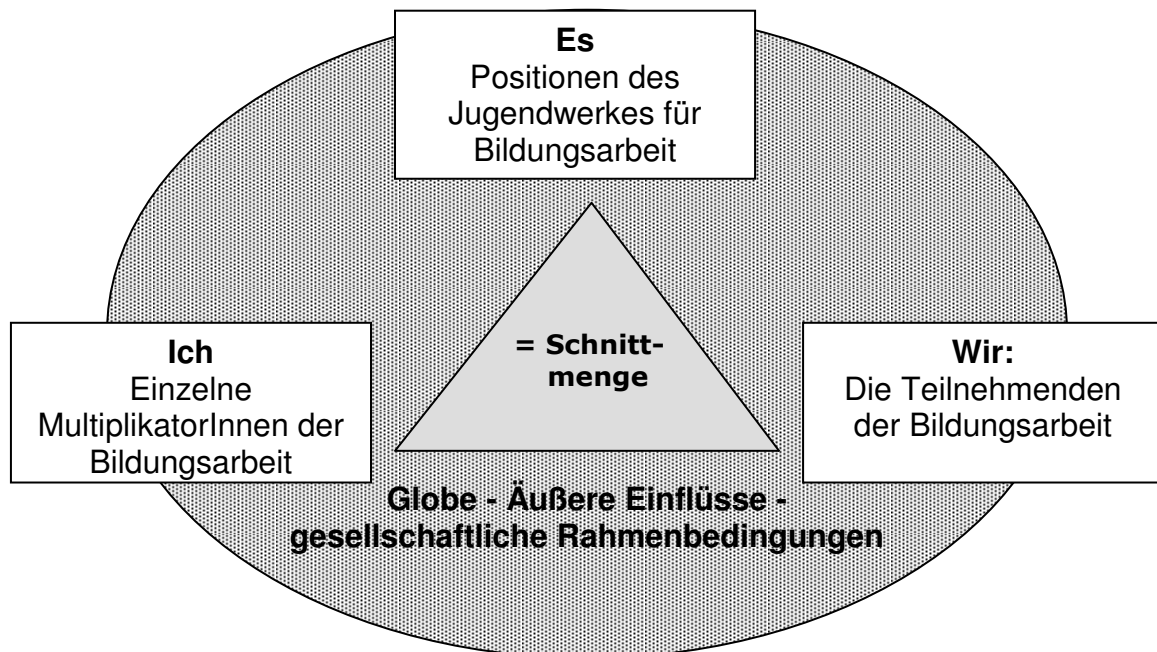 Es
Positionen des
Jugendwerkes für
Bildungsarbeit
= Schnitt-
menge
Ich
Einzelne
MultiplikatorInnen der
Bildungsarbeit
Wir:
Die Teilnehmenden
der Bildungsarbeit
Globe - Äußere Einflüsse -
gesellschaftliche Rahmenbedingungen